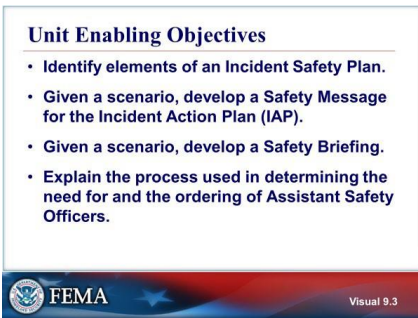 Unit Enabling Objectives
• Identify elements of an Incident Safety Plan.
• Given a scenario, develop a Safety Message
for the Incident Action Plan (IAP).
• Given a scenario, develop a Safety Briefing.
• Explain the process used in determining the
need for and the ordering of Assistant Safety
Officers.
FEMA
Visual 9.3